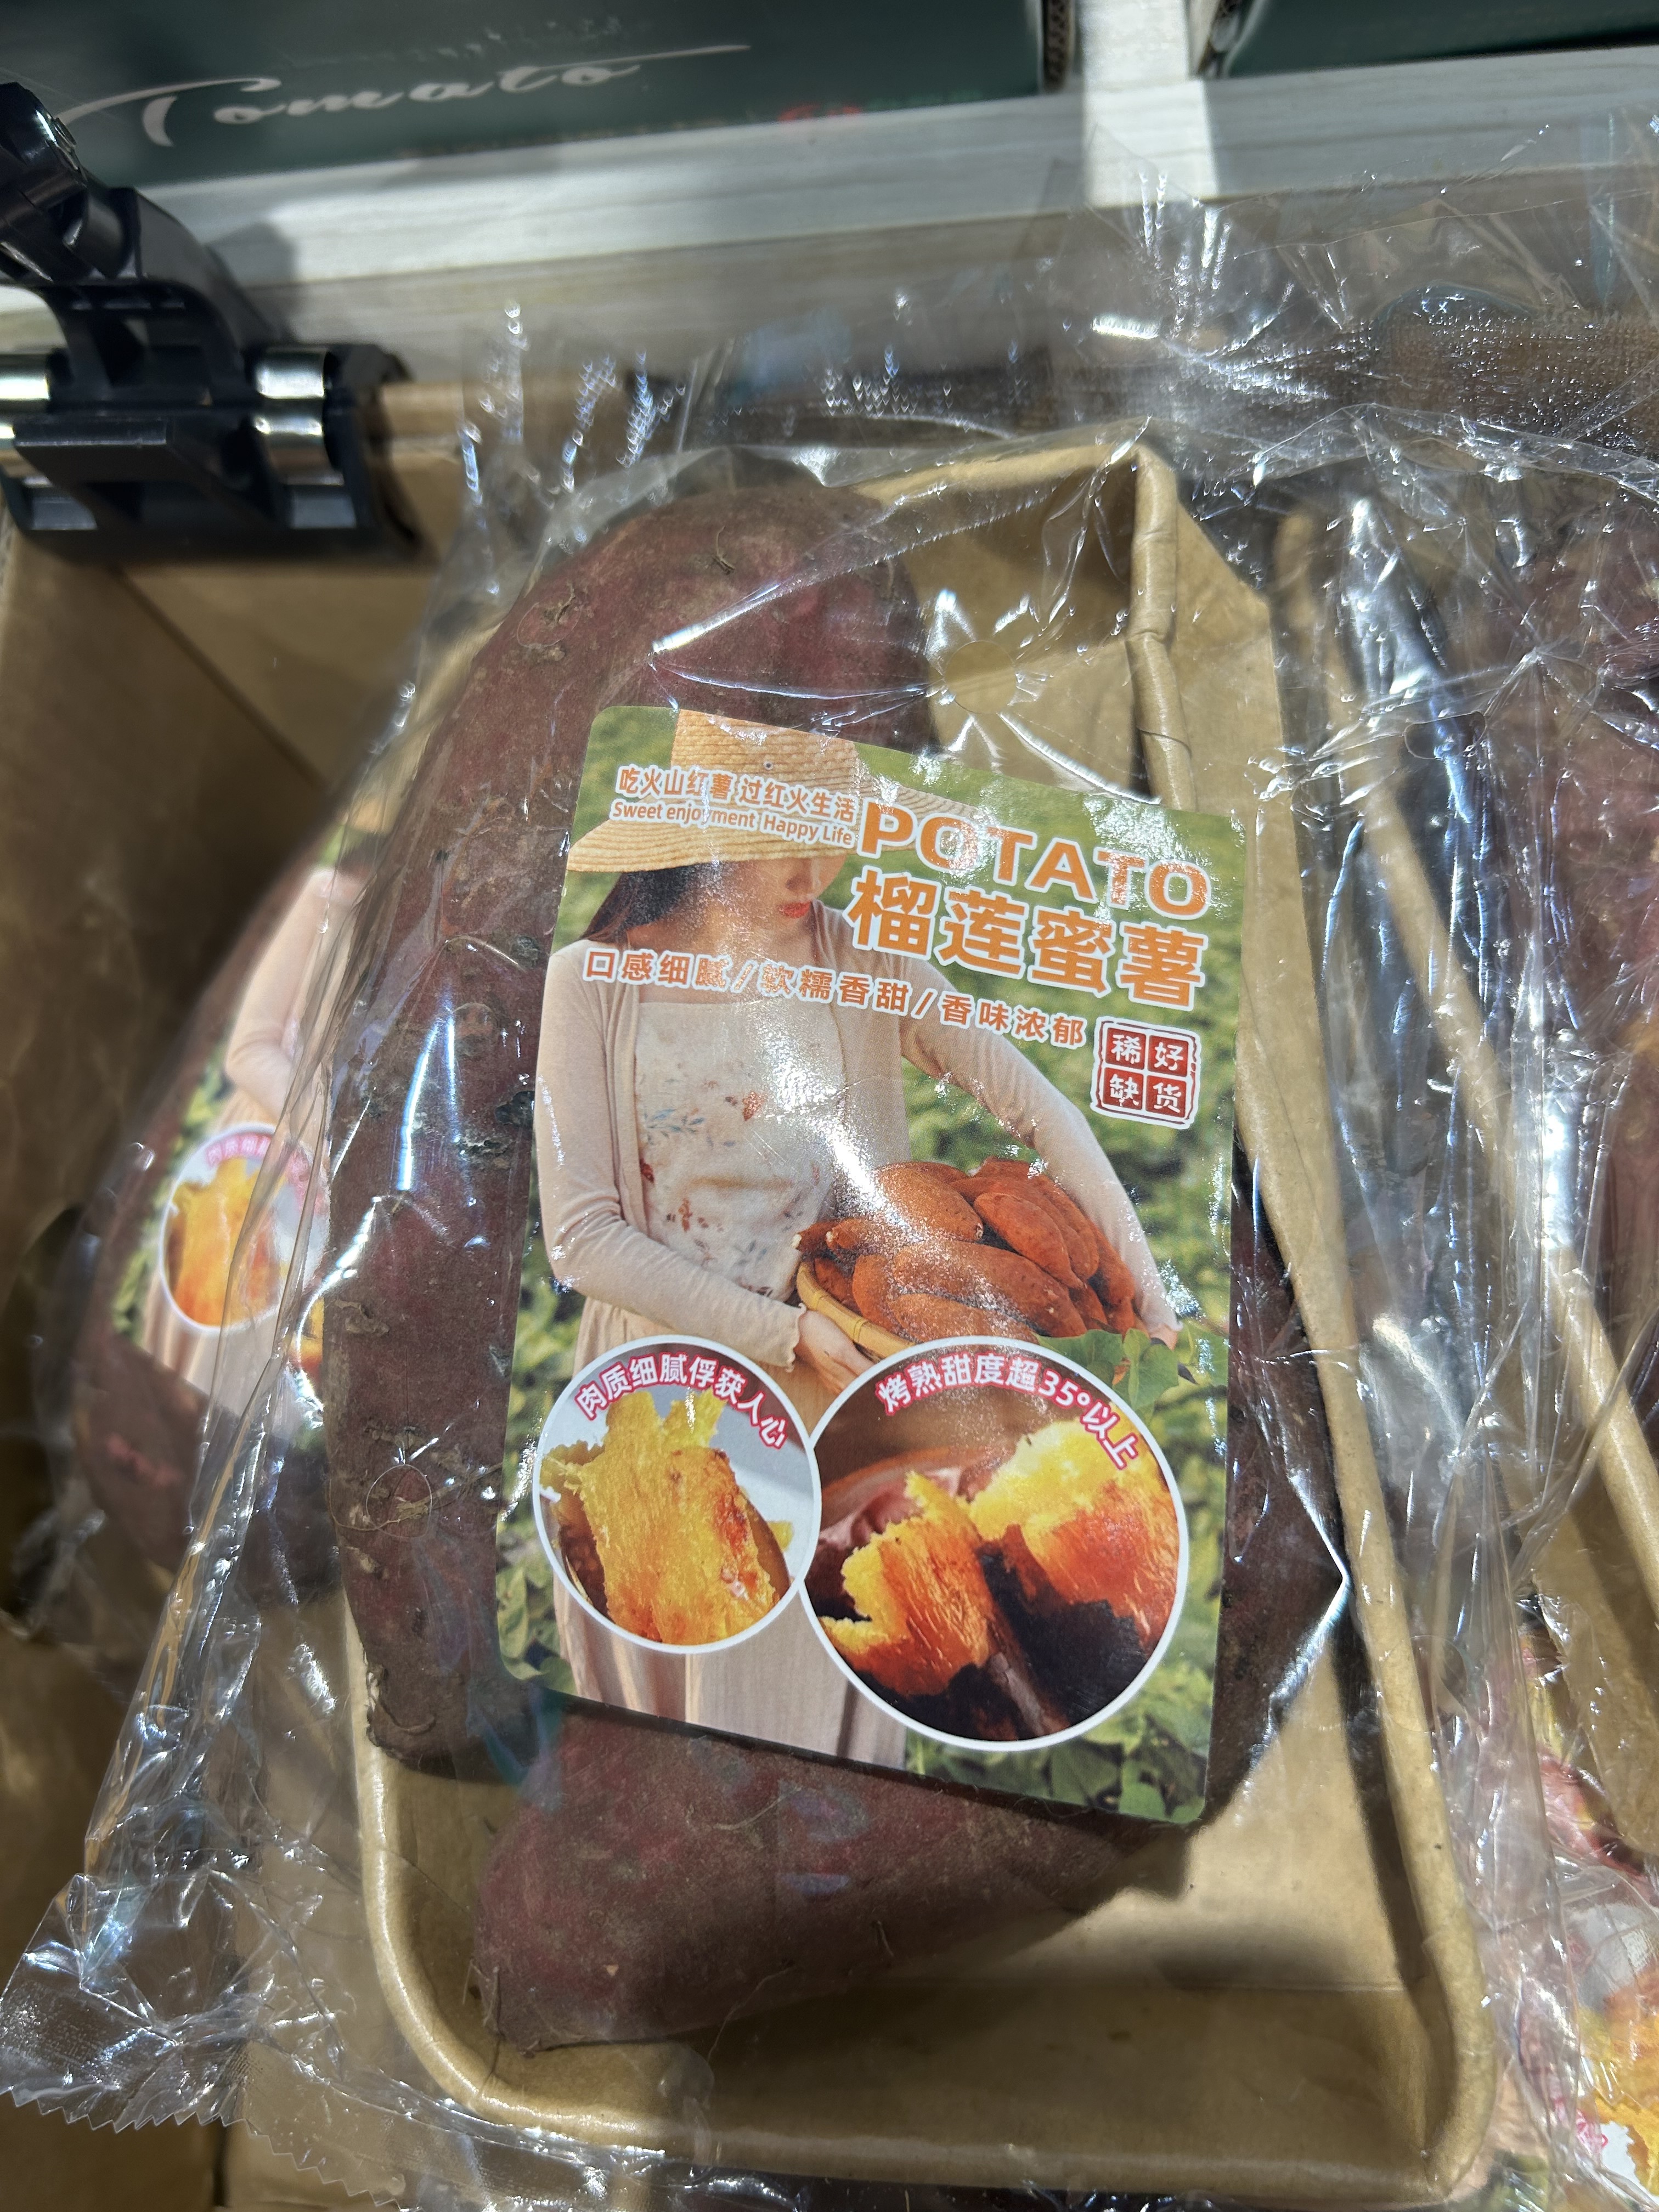 Tomato
吃火山红薯 过红火生活
Sweet enjoyment Happy Life
POTATO
榴莲蜜薯
口感细腻/软糯香甜/香味浓郁
稀好
缺货
肉质细腻俘获人心
烤熟甜度超35°以上